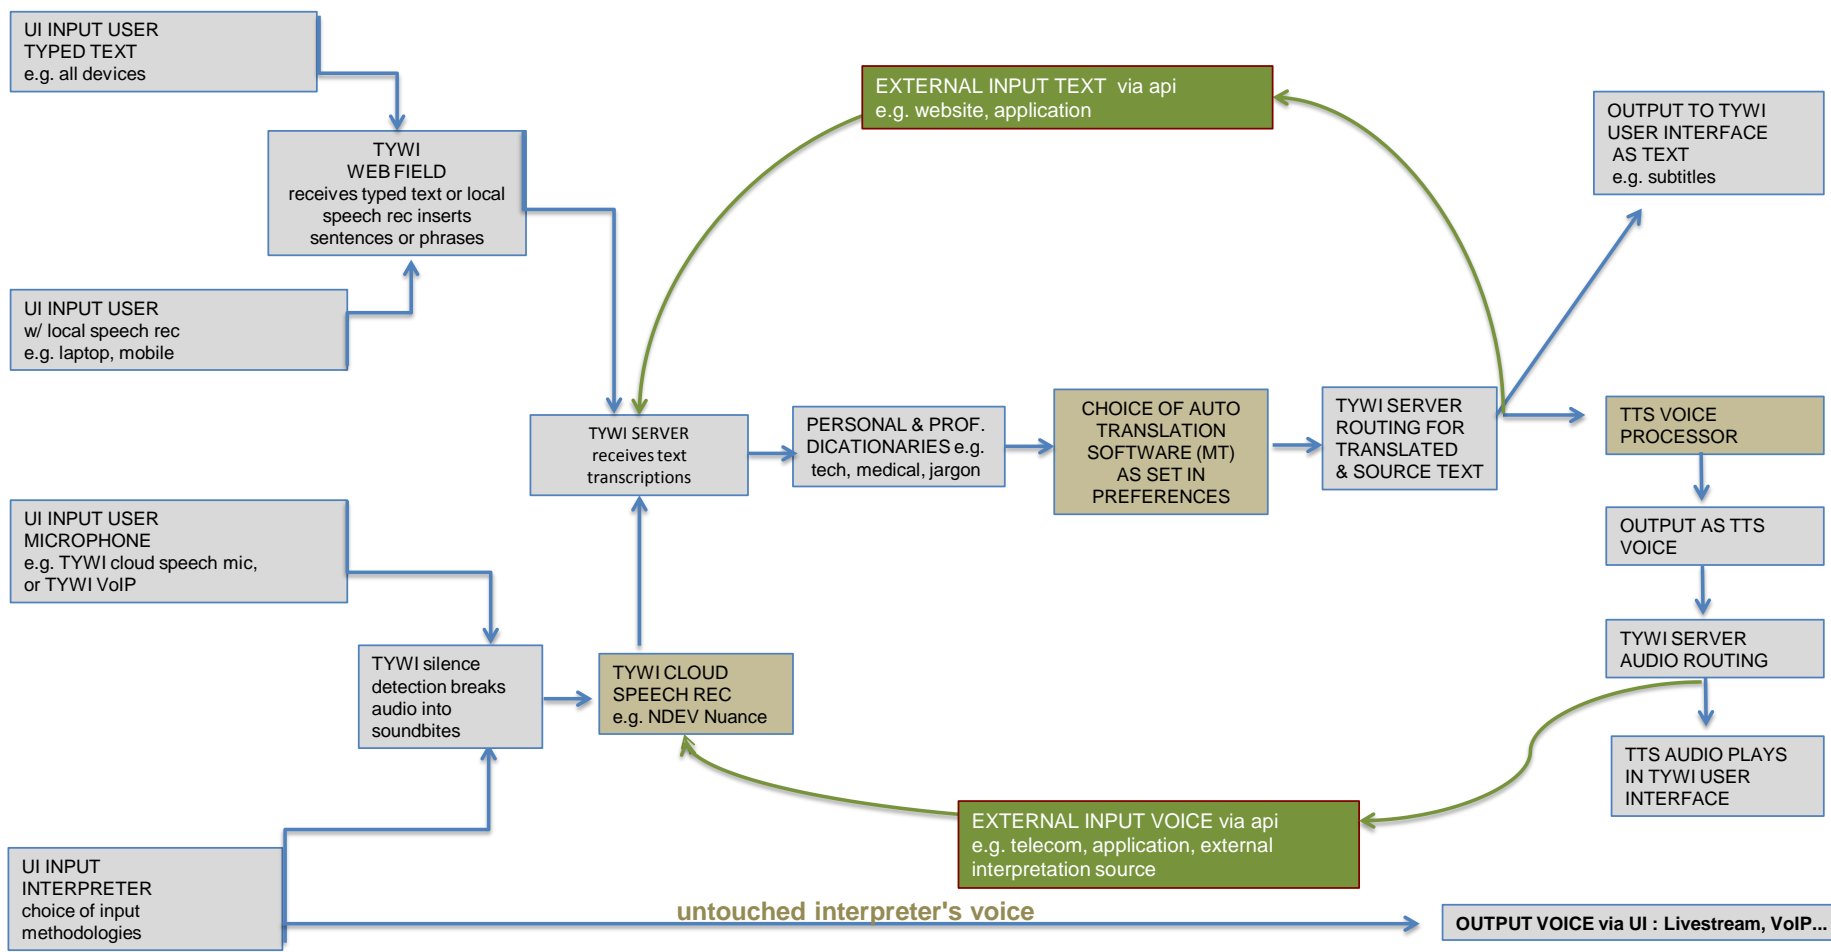 UI INPUT USER
TYPED TEXT
e.g. all devices
TYWI
WEB FIELD
receives typed text or local
speech rec inserts
sentences or phrases
UI INPUT USER
w/ local speech rec
e.g. laptop, mobile
EXTERNAL INPUT TEXT via api
e.g. website, application
OUTPUT TO TYWI
USER INTERFACE
AS TEXT
e.g. subtitles
TYWI SERVER
receives text
transcriptions
PERSONAL & PROF.
DICATIONARIES e.g.
tech, medical, jargon
CHOICE OF AUTO
TRANSLATION
SOFTWARE (MT)
AS SET IN
PREFERENCES
TYWI SERVER
ROUTING FOR
TRANSLATED
& SOURCE TEXT
TTS VOICE
PROCESSOR
OUTPUT AS TTS
VOICE
TYWI SERVER
AUDIO ROUTING
TTS AUDIO PLAYS
IN TYWI USER
INTERFACE
UI INPUT USER
MICROPHONE
e.g. TYWI cloud speech mic,
or TYWI VoIP
TYWI silence
detection breaks
audio into
soundbites
TYWI CLOUD
SPEECH REC
e.g. NDEV Nuance
EXTERNAL INPUT VOICE via api
e.g. telecom, application, external
interpretation source
UI INPUT
INTERPRETER
choice of input
methodologies
untouched interpreter's voice
OUTPUT VOICE via UI : Livestream, VoIP...